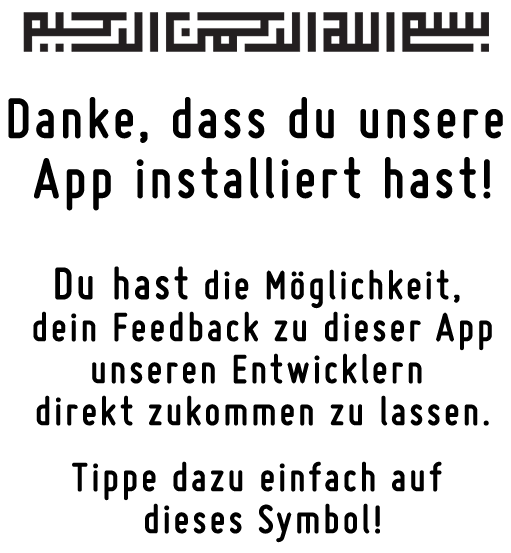 بسم الله الرحمن الرحيم
Danke, dass du unsere
App installiert hast!
Du hast die Möglichkeit,
dein Feedback zu dieser App
unseren Entwicklern
direkt zukommen zu lassen.
Tippe dazu einfach auf
dieses Symbol!